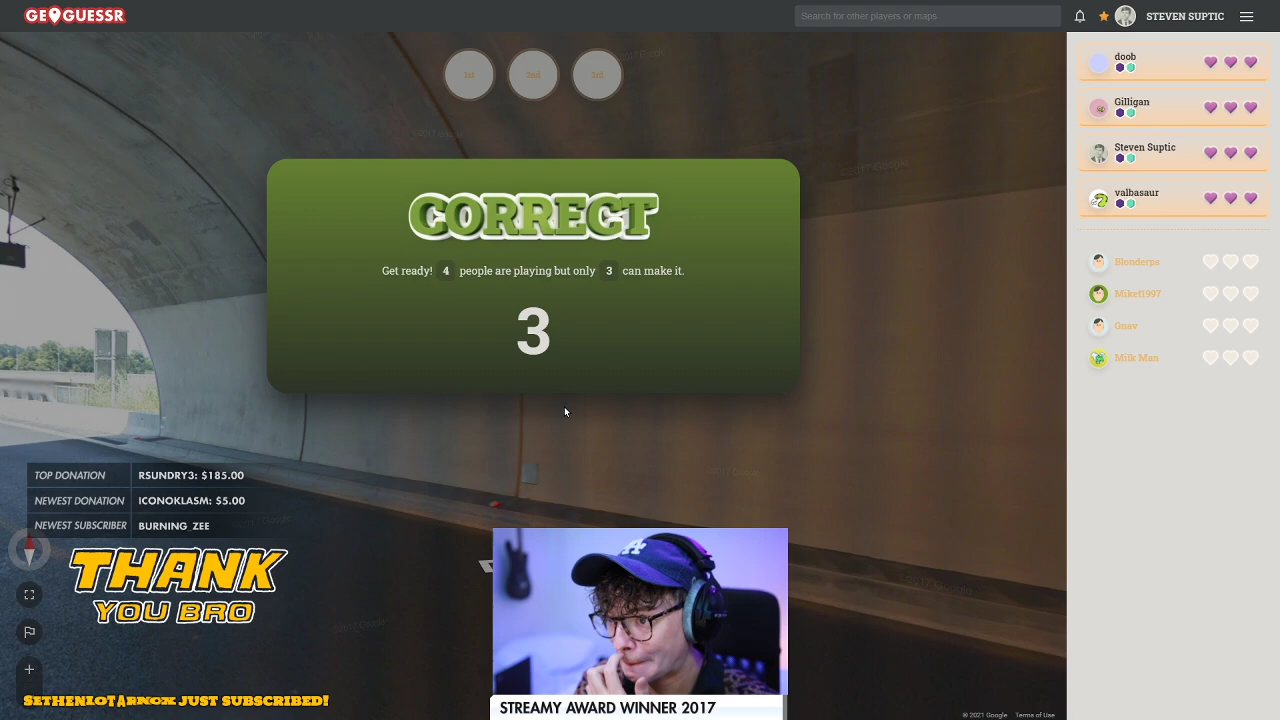 GEOGUESSR
Search for other players or maps
STEVEN SUPTIC
1st
2nd
3rd
CORRECT
Get ready! 4 people are playing but only 3 can make it.
3
doob
Gilligan
Steven Suptic
valbasaur
Blonderpa
Mikef1997
Gnav
Milk Man
TOP DONATION RSUNDRY3: $185.00
NEWEST DONATION ICONOKLASM: $5.00
NEWEST SUBSCRIBER BURNING ZEE
THANK
YOU BRO
SETHENIOTARNOX JUST SUBSCRIBED!
STREAMY AWARD WINNER 2017
© 2021 Google Terms of Use